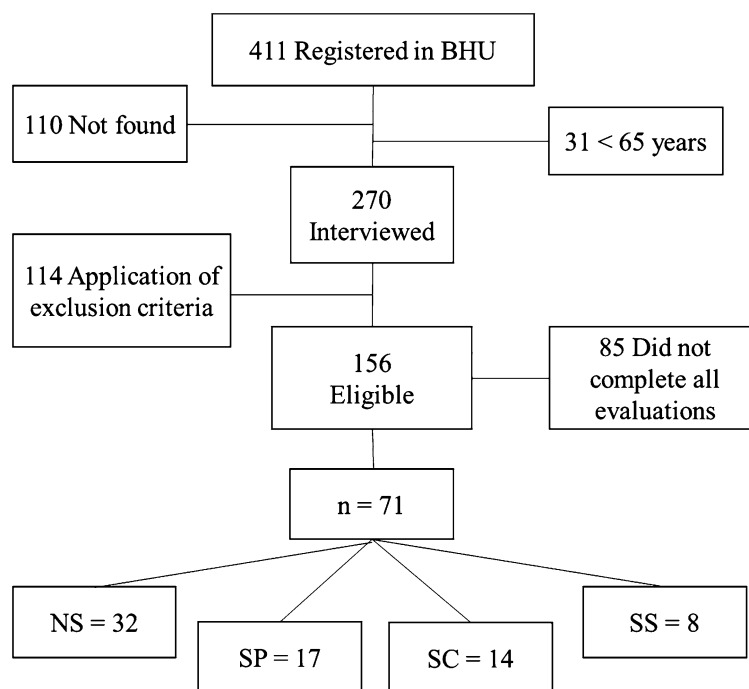 411 Registered in BHU
110 Not found
31 < 65 years
270
Interviewed
114 Application of
exclusion criteria
156
Eligible
85 Did not
complete all
evaluations
n = 71
NS = 32
SP = 17
SC = 14
SS = 8